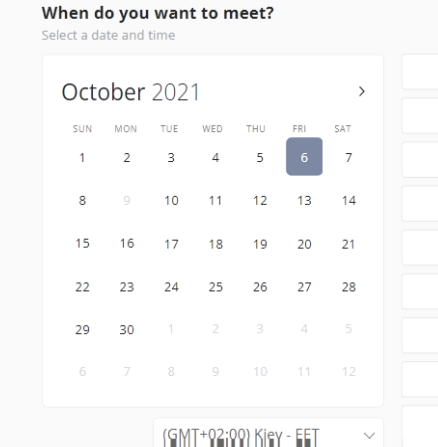 When do you want to meet?
Select a date and time
October 2021
SUN MON TUE WED THU FRI SAT
1 2 3 4 5 6 7
8 9 10 11 12 13 14
15 16 17 18 19 20 21
22 23 24 25 26 27 28
29 30 1 2 3 4 5
6 7 8 9 10 11 12
(GMT+02:00) Kiev - EET